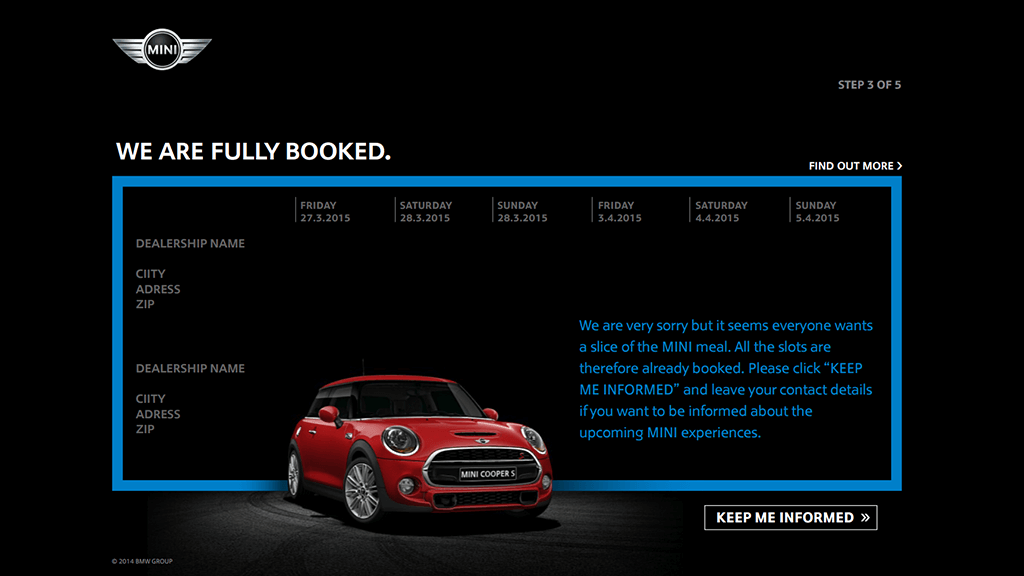 MINI
STEP 3 OF 5
WE ARE FULLY BOOKED.
FIND OUT MORE
FRIDAY
27.3.2015
SATURDAY
28.3.2015
SUNDAY
28.3.2015
FRIDAY
3.4.2015
SATURDAY
4.4.2015
SUNDAY
5.4.2015
DEALERSHIP NAME
CIITY
ADRESS
ZIP
DEALERSHIP NAME
CIITY
ADRESS
ZIP
We are very sorry but it seems everyone wants
a slice of the MINI meal. All the slots are
therefore already booked. Please click “KEEP
ME INFORMED” and leave your contact details
if you want to be informed about the
upcoming MINI experiences.
MINI COOPER S
KEEP ME INFORMED »
© 2014 BMW GROUP